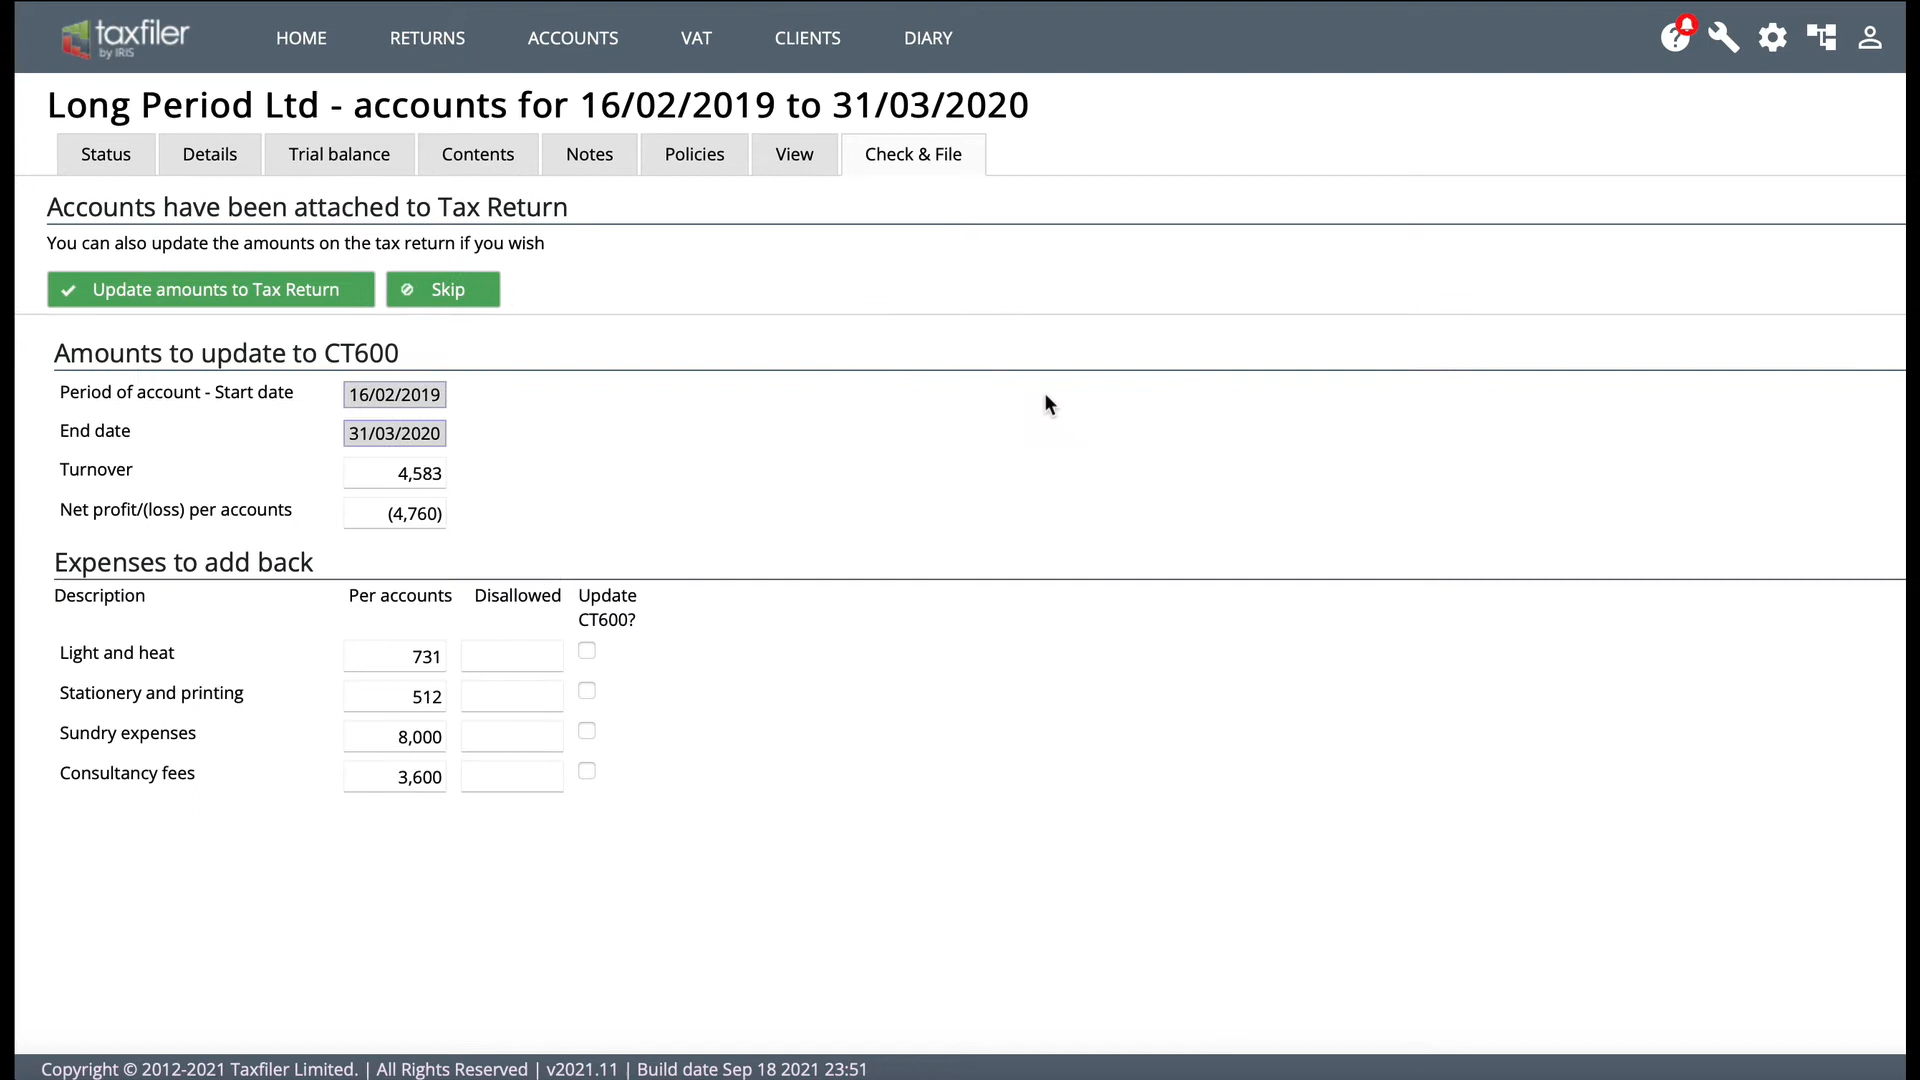 taxfiler
by IRIS
HOME RETURNS ACCOUNTS VAT CLIENTS DIARY
Long Period Ltd - accounts for 16/02/2019 to 31/03/2020
Status Details Trial balance Contents Notes Policies View Check & File
Accounts have been attached to Tax Return
You can also update the amounts on the tax return if you wish
Update amounts to Tax Return Skip
Amounts to update to CT600
Period of account - Start date 16/02/2019
End date 31/03/2020
Turnover 4,583
Net profit/(loss) per accounts (4,760)
Expenses to add back
Description Per accounts Disallowed Update
CT600?
Light and heat 731
Stationery and printing 512
Sundry expenses 8,000
Consultancy fees 3,600
Copyright © 2012-2021 Taxfiler Limited. | All Rights Reserved | v2021.11 | Build date Sep 18 2021 23:51